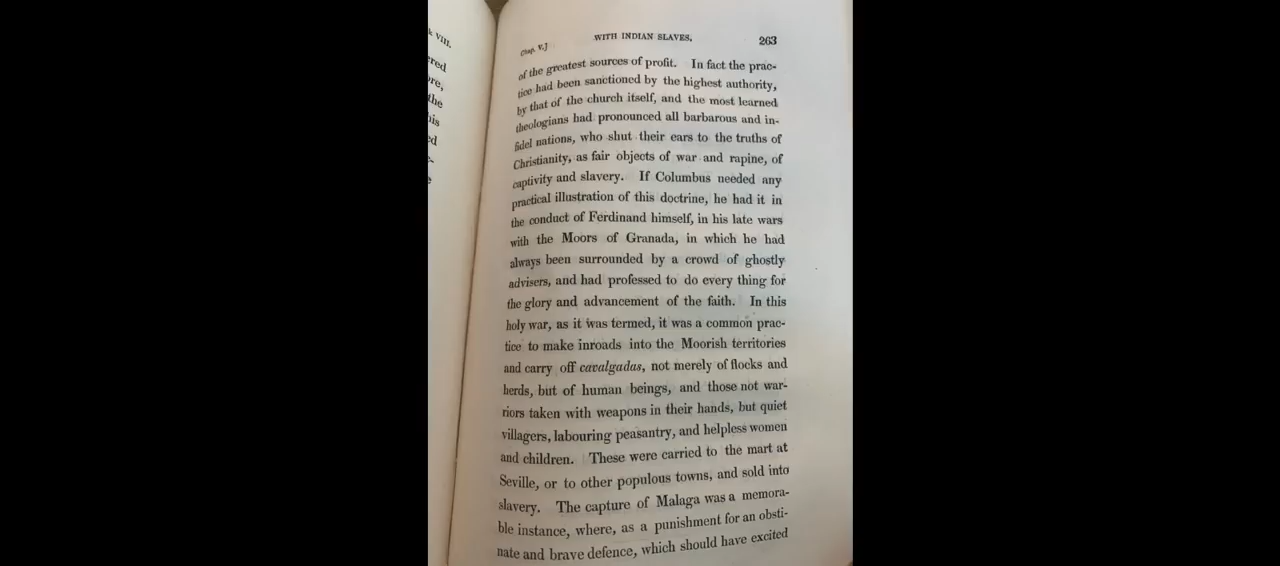 k VIII.
red
re,
the
his
ed
e-
e
Chap. V.]
WITH INDIAN SLAVES.
263
of the greatest sources of profit. In fact the prac-
tice had been sanctioned by the highest authority,
by that of the church itself, and the most learned
theologians had pronounced all barbarous and in-
fidel nations, who shut their ears to the truths of
Christianity, as fair objects of war and rapine, of
captivity and slavery. If Columbus needed any
practical illustration of this doctrine, he had it in
the conduct of Ferdinand himself, in his late wars
with the Moors of Granada, in which he had
always been surrounded by a crowd of ghostly
advisers, and had professed to do every thing for
the glory and advancement of the faith. In this
holy war, as it was termed, it was a common prac-
tice to make inroads into the Moorish territories
and carry off cavalgadas, not merely of flocks and
herds, but of human beings, and those not war-
riors taken with weapons in their hands, but quiet
villagers, labouring peasantry, and helpless women
and children. These were carried to the mart at
Seville, or to other populous towns, and sold into
slavery. The capture of Malaga was a memora-
ble instance, where, as a punishment for an obsti-
nate and brave defence, which should have excited